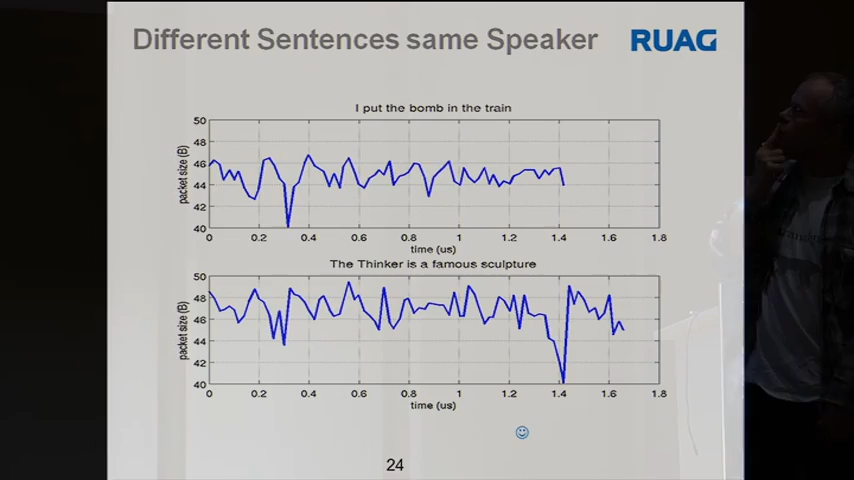 Different Sentences same Speaker
RUAG
I put the bomb in the train
50
48
46
44
42
40
packet size (B)
0 0.2 0.4 0.6 0.8 1 1.2 1.4 1.6 1.8
time (us)
The Thinker is a famous sculpture
50
48
46
44
42
40
packet size (B)
0 0.2 0.4 0.6 0.8 1 1.2 1.4 1.6 1.8
time (us)
24